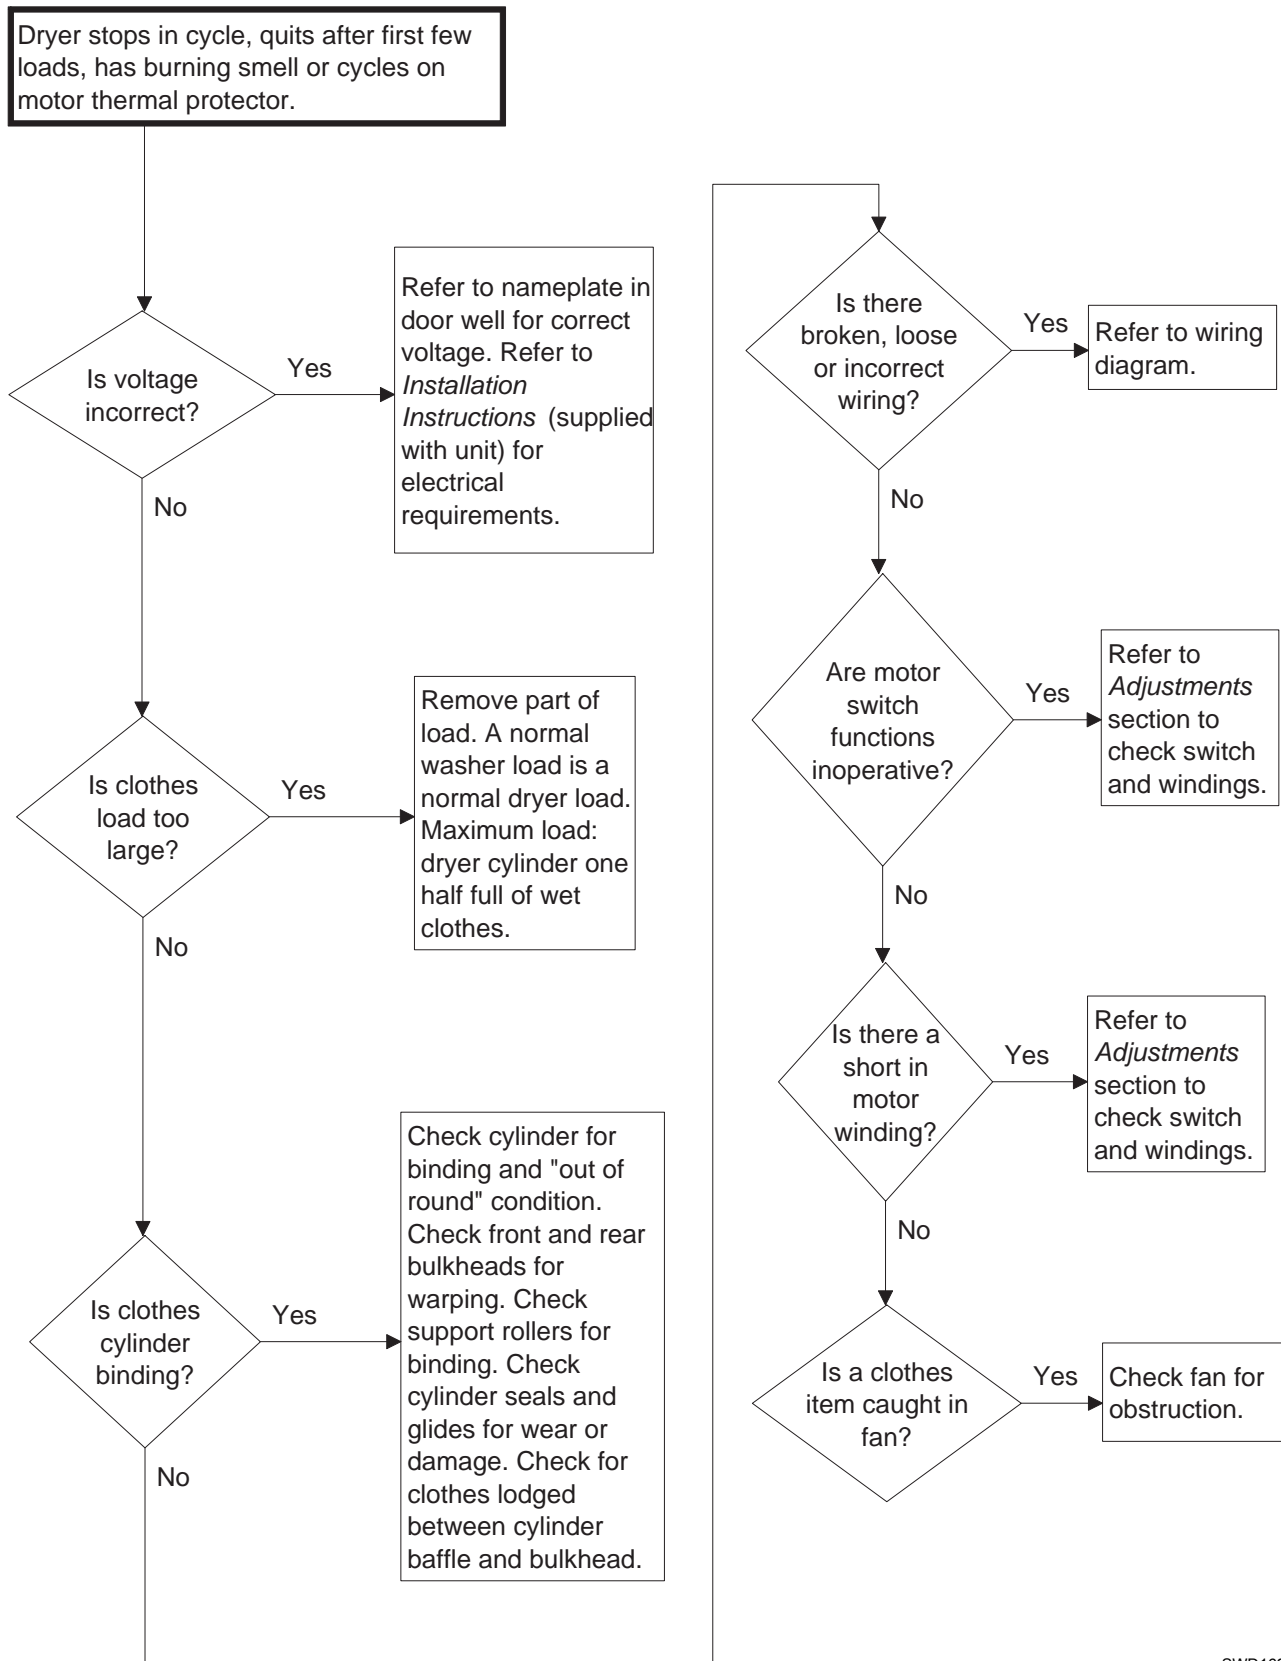 Dryer stops in cycle, quits after first few
loads, has burning smell or cycles on
motor thermal protector.
Is voltage
incorrect?
Yes
Refer to nameplate in
door well for correct
voltage. Refer to
Installation
Instructions (supplied
with unit) for
electrical
requirements.
No
Is clothes
load too
large?
Yes
Remove part of
load. A normal
washer load is a
normal dryer load.
Maximum load:
dryer cylinder one
half full of wet
clothes.
No
Is clothes
cylinder
binding?
Yes
Check cylinder for
binding and "out of
round" condition.
Check front and rear
bulkheads for
warping. Check
support rollers for
binding. Check
cylinder seals and
glides for wear or
damage. Check for
clothes lodged
between cylinder
baffle and bulkhead.
No
Is there
broken, loose
or incorrect
wiring?
Yes
Refer to wiring
diagram.
No
Are motor
switch
functions
inoperative?
Yes
Refer to
Adjustments
section to
check switch
and windings.
No
Is there a
short in
motor
winding?
Yes
Refer to
Adjustments
section to
check switch
and windings.
No
Is a clothes
item caught in
fan?
Yes
Check fan for
obstruction.